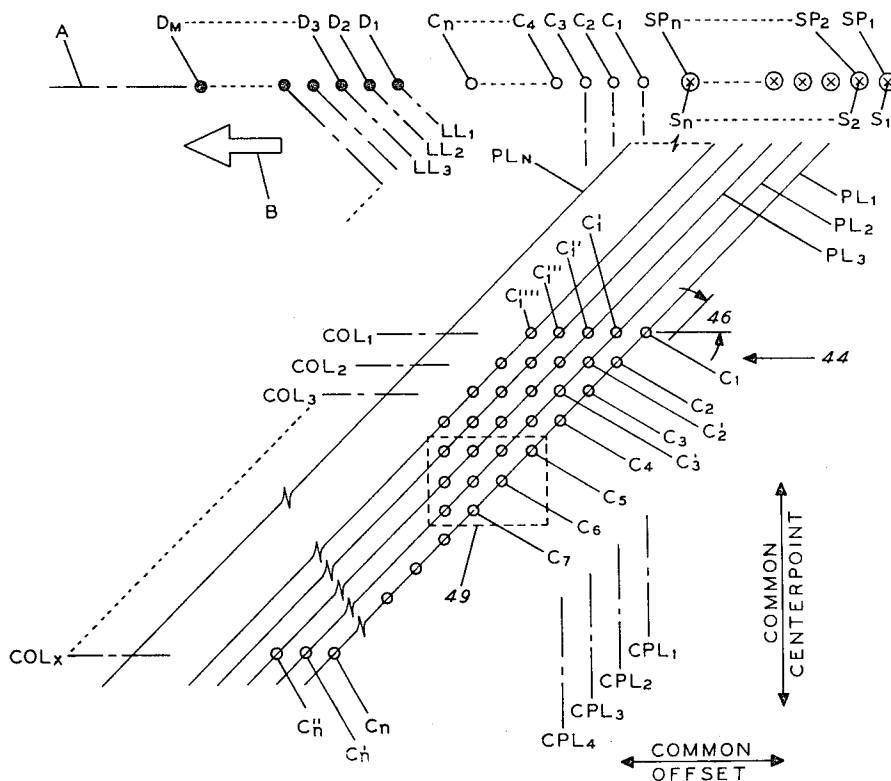 A
DM D3 D2 D1 Cn C4 C3 C2 C1 SPn SP2 SP1
Sn S2 S1
LL1
LL2
LL3
B
PLN
PL1
PL2
PL3
C1'
C1''
C1'''
C1''''
46
44
COL1
COL2
COL3
C1
C2
C2'
C3
C3'
C4
C5
C6
C7
49
COLX
Cn'' Cn' Cn
CPL1
CPL2
CPL3
CPL4
COMMON
CENTERPOINT
COMMON
OFFSET